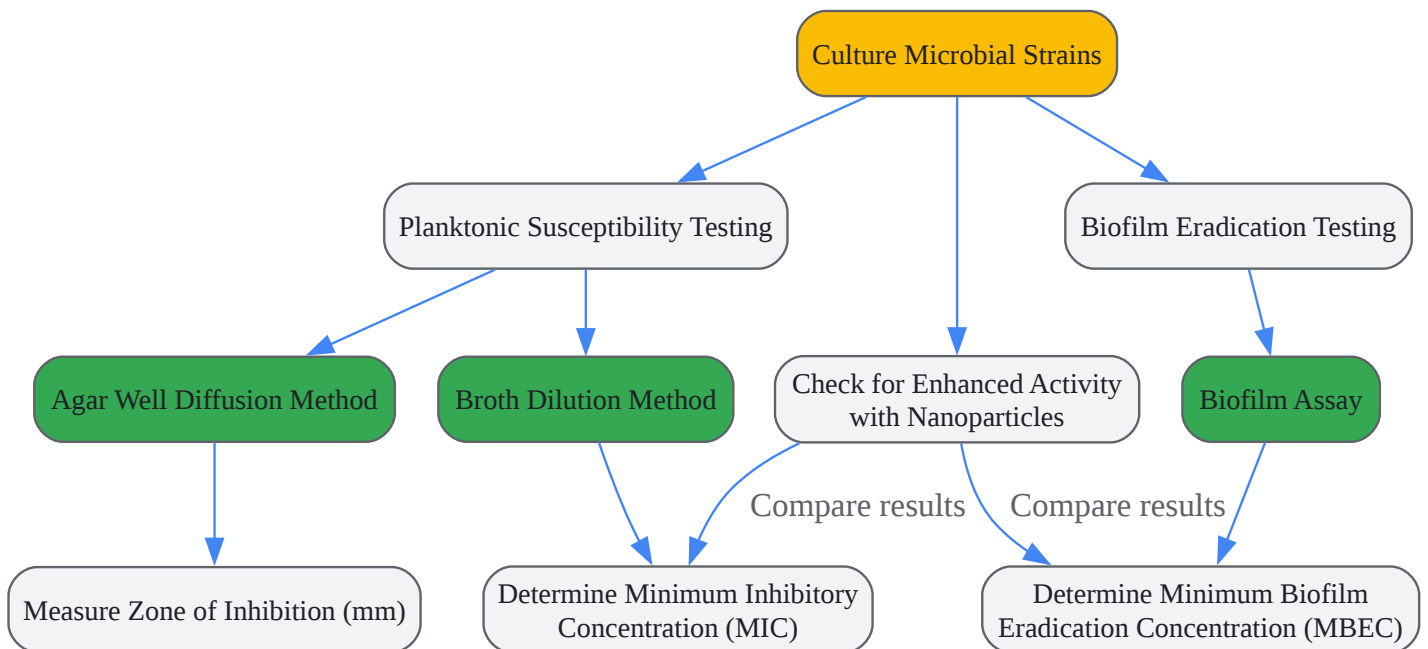 Culture Microbial Strains
Planktonic Susceptibility Testing
Biofilm Eradication Testing
Agar Well Diffusion Method
Broth Dilution Method
Check for Enhanced Activity
with Nanoparticles
Biofilm Assay
Compare results
Compare results
Measure Zone of Inhibition (mm)
Determine Minimum Inhibitory
Concentration (MIC)
Determine Minimum Biofilm
Eradication Concentration (MBEC)